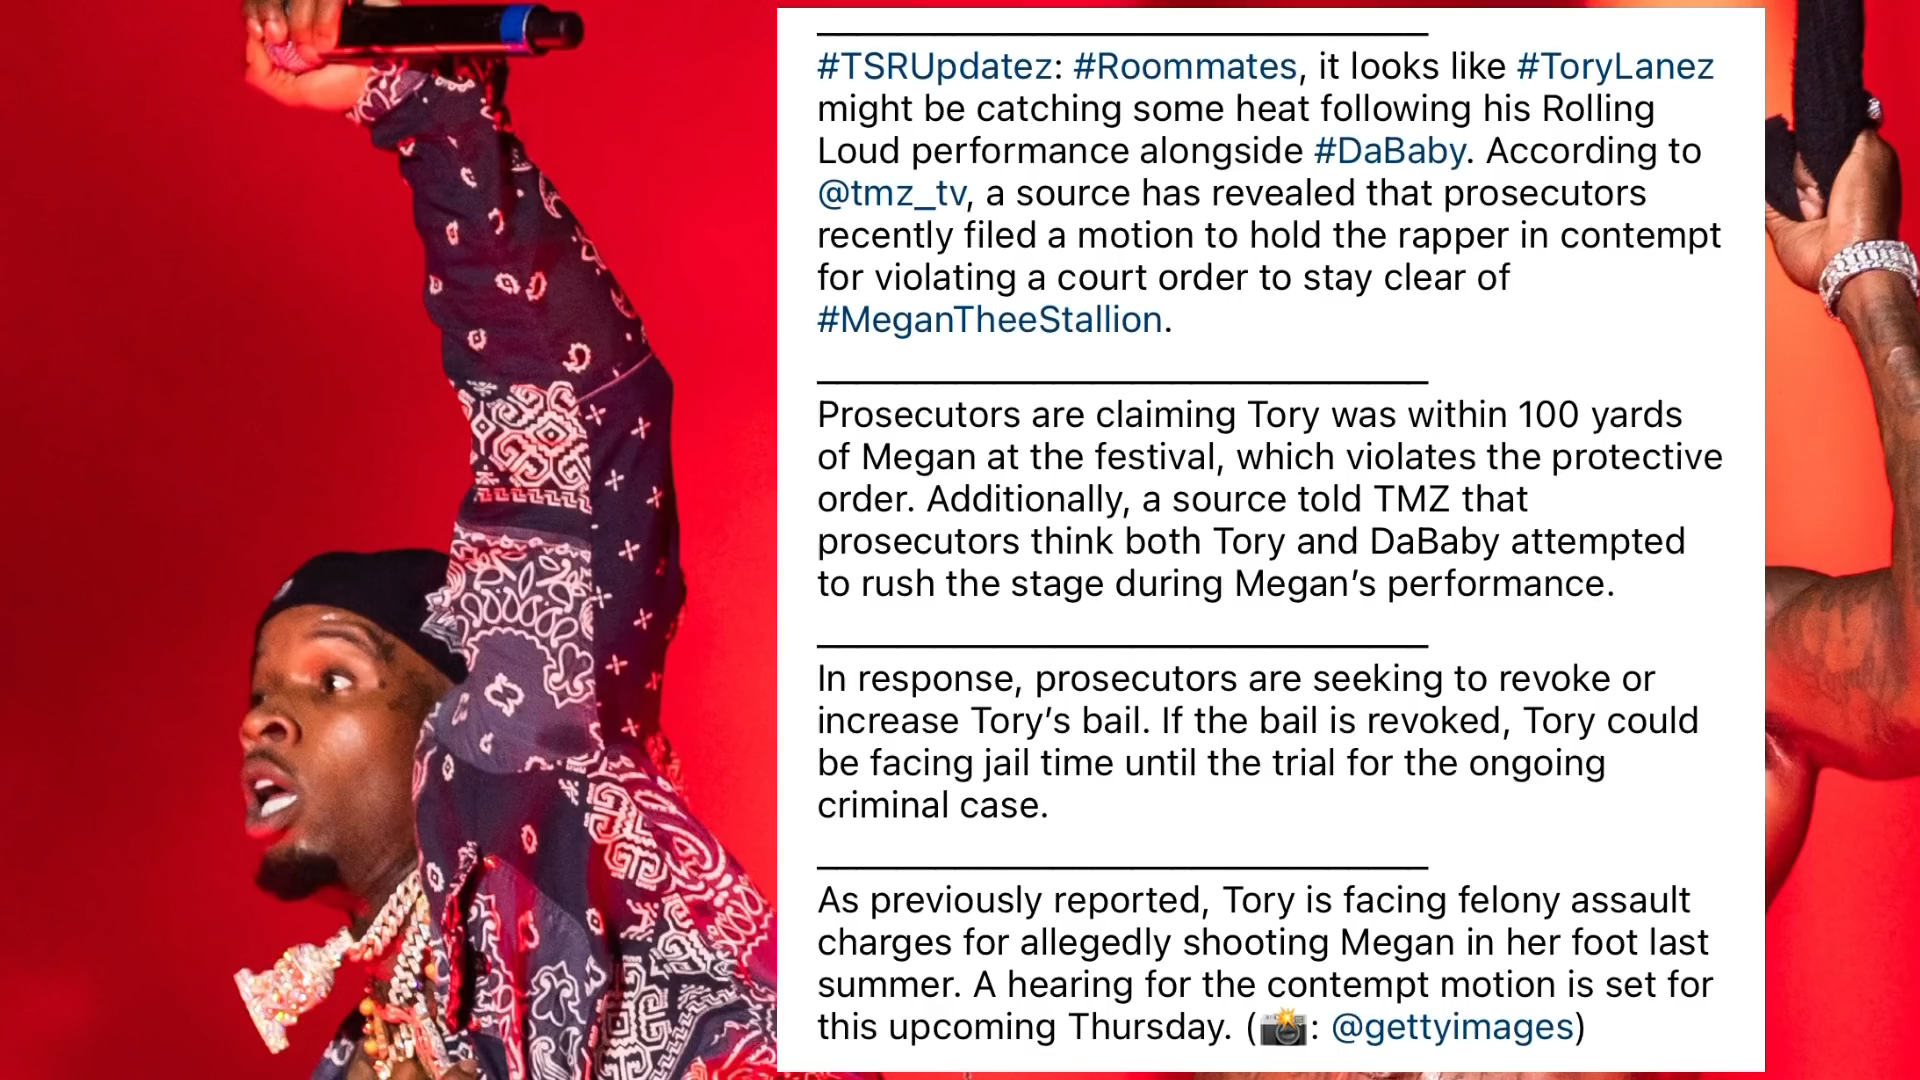 #TSRUpdatez: #Roommates, it looks like #ToryLanez
might be catching some heat following his Rolling
Loud performance alongside #DaBaby. According to
@tmz_tv, a source has revealed that prosecutors
recently filed a motion to hold the rapper in contempt
for violating a court order to stay clear of
#MeganTheeStallion.
Prosecutors are claiming Tory was within 100 yards
of Megan at the festival, which violates the protective
order. Additionally, a source told TMZ that
prosecutors think both Tory and DaBaby attempted
to rush the stage during Megan’s performance.
In response, prosecutors are seeking to revoke or
increase Tory’s bail. If the bail is revoked, Tory could
be facing jail time until the trial for the ongoing
criminal case.
As previously reported, Tory is facing felony assault
charges for allegedly shooting Megan in her foot last
summer. A hearing for the contempt motion is set for
this upcoming Thursday. (📸: @gettyimages)